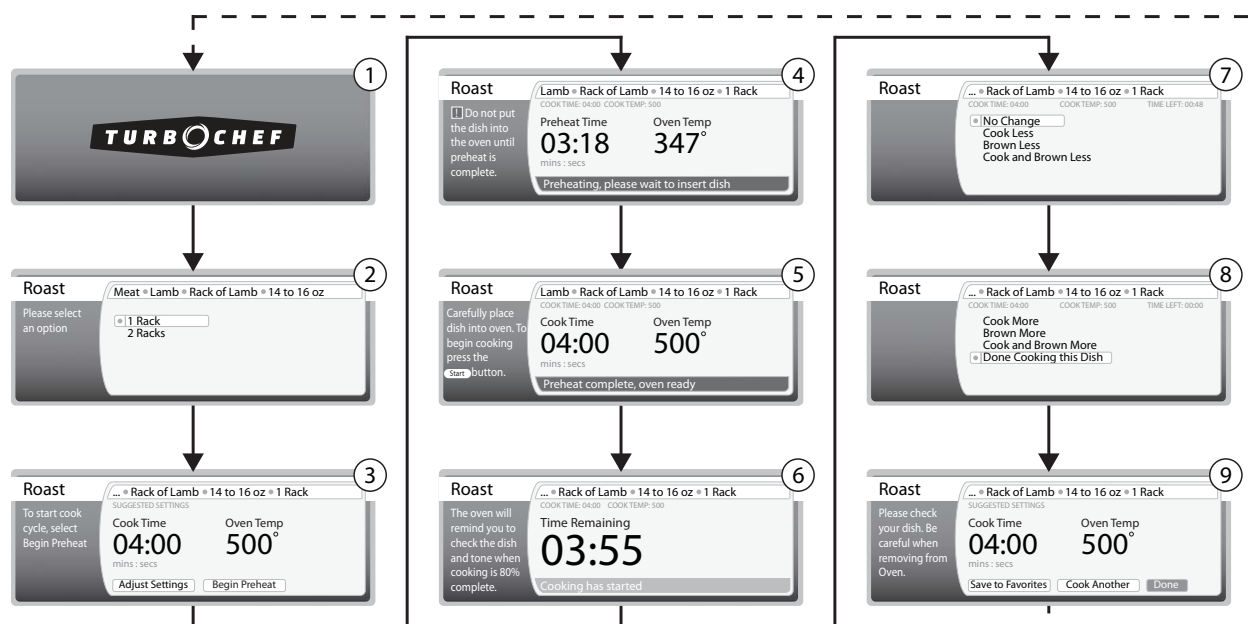 1
TURBOCHEF
2
Roast
Meat • Lamb • Rack of Lamb • 14 to 16 oz
Please select
an option
1 Rack
2 Racks
3
Roast
... • Rack of Lamb • 14 to 16 oz • 1 Rack
SUGGESTED SETTINGS
To start cook
cycle, select
Begin Preheat
Cook Time
Oven Temp
04:00
500°
mins : secs
Adjust Settings
Begin Preheat
4
Roast
Lamb • Rack of Lamb • 14 to 16 oz • 1 Rack
COOK TIME: 04:00 COOK TEMP: 500
! Do not put
the dish into
the oven until
preheat is
complete.
Preheat Time
Oven Temp
03:18
347°
mins : secs
Preheating, please wait to insert dish
5
Roast
Lamb • Rack of Lamb • 14 to 16 oz • 1 Rack
COOK TIME: 04:00 COOK TEMP: 500
Carefully place
dish into oven. To
begin cooking
press the
Start button.
Cook Time
Oven Temp
04:00
500°
mins : secs
Preheat complete, oven ready
6
Roast
... • Rack of Lamb • 14 to 16 oz • 1 Rack
COOK TIME: 04:00 COOK TEMP: 500
The oven will
remind you to
check the dish
and tone when
cooking is 80%
complete.
Time Remaining
03:55
Cooking has started
7
Roast
... • Rack of Lamb • 14 to 16 oz • 1 Rack
COOK TIME: 04:00 COOK TEMP: 500 TIME LEFT: 00:48
No Change
Cook Less
Brown Less
Cook and Brown Less
8
Roast
... • Rack of Lamb • 14 to 16 oz • 1 Rack
COOK TIME: 04:00 COOK TEMP: 500 TIME LEFT: 00:00
Cook More
Brown More
Cook and Brown More
Done Cooking this Dish
9
Roast
... • Rack of Lamb • 14 to 16 oz • 1 Rack
SUGGESTED SETTINGS
Please check
your dish. Be
careful when
removing from
Oven.
Cook Time
Oven Temp
04:00
500°
mins : secs
Save to Favorites
Cook Another
Done